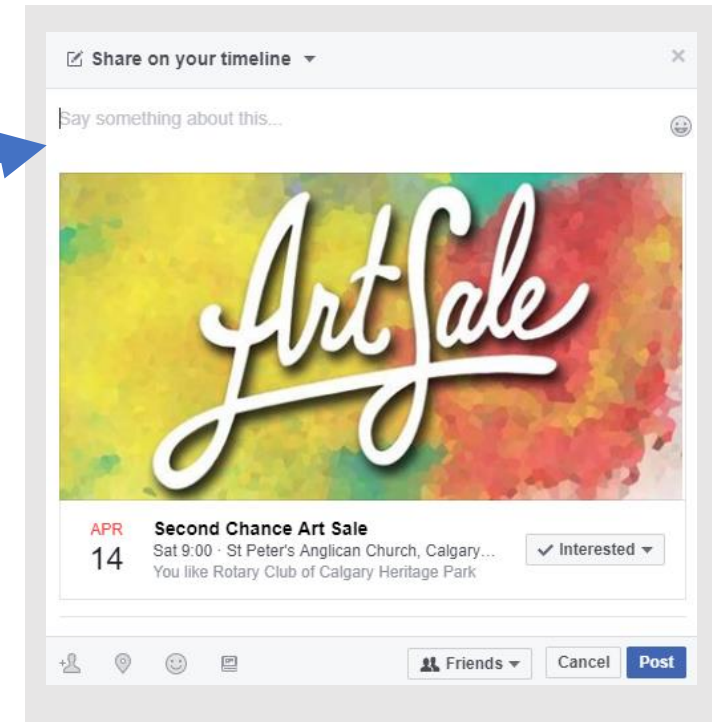 Share on your timeline
Say something about this...
Art Sale
APR
14
Second Chance Art Sale
Sat 9:00 · St Peter's Anglican Church, Calgary...
You like Rotary Club of Calgary Heritage Park
Interested
Friends
Cancel
Post